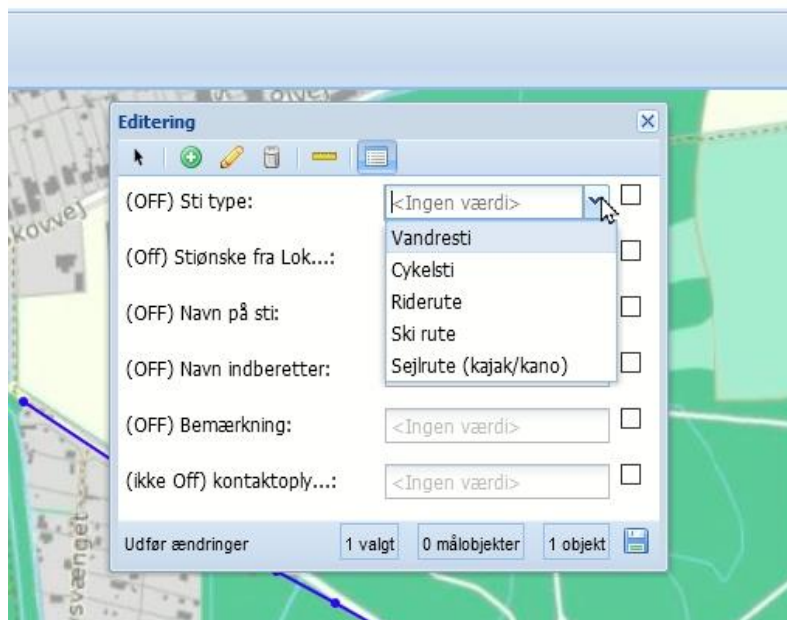 Editering
(OFF) Sti type:
<Ingen værdi>
Vandresti
Cykelsti
Riderute
Ski rute
Sejlrute (kajak/kano)
(Off) Stiønske fra Lok...:
(OFF) Navn på sti:
(OFF) Navn indberetter:
(OFF) Bemærkning:
<Ingen værdi>
(ikke Off) kontaktoply...:
<Ingen værdi>
Udfør ændringer
1 valgt
0 målobjekter
1 objekt